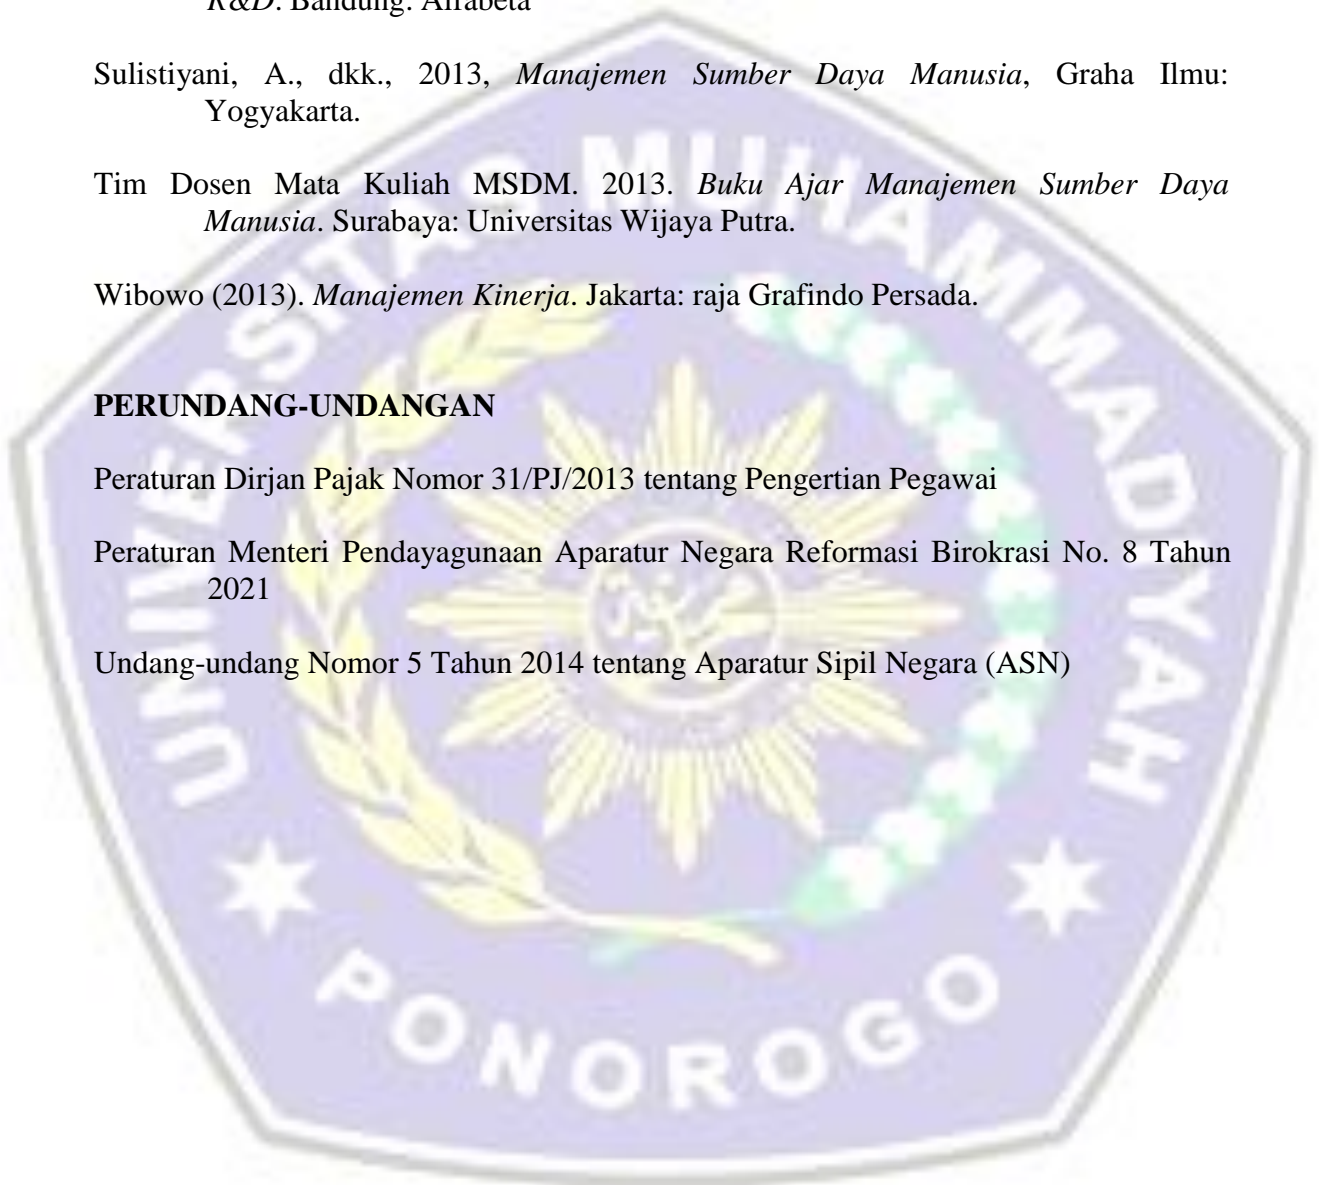 R&D. Bandung: Alfabeta
Sulistiyani, A., dkk., 2013, Manajemen Sumber Daya Manusia, Graha Ilmu:
Yogyakarta.
Tim Dosen Mata Kuliah MSDM. 2013. Buku Ajar Manajemen Sumber Daya
Manusia. Surabaya: Universitas Wijaya Putra.
Wibowo (2013). Manajemen Kinerja. Jakarta: raja Grafindo Persada.
PERUNDANG-UNDANGAN
Peraturan Dirjan Pajak Nomor 31/PJ/2013 tentang Pengertian Pegawai
Peraturan Menteri Pendayagunaan Aparatur Negara Reformasi Birokrasi No. 8 Tahun
2021
Undang-undang Nomor 5 Tahun 2014 tentang Aparatur Sipil Negara (ASN)
UNIVERSITAS MUHAMMADIYAH
PONOROGO